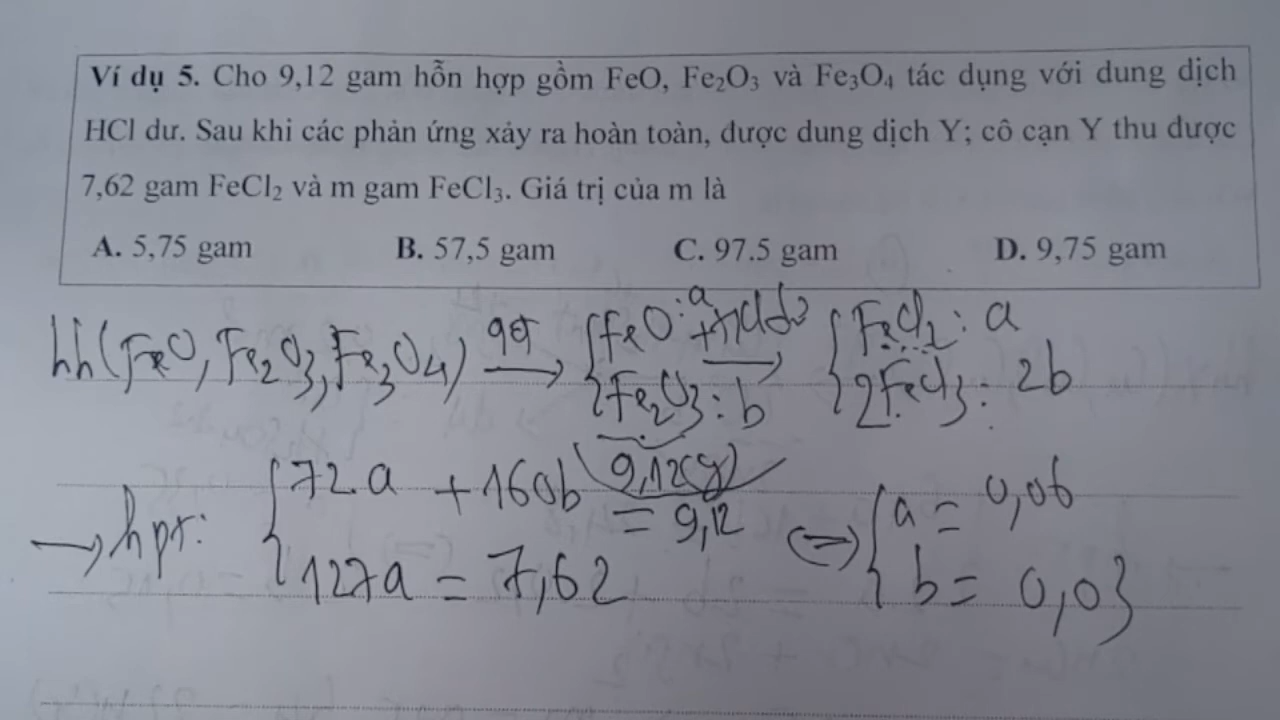 Ví dụ 5. Cho 9,12 gam hỗn hợp gồm FeO, Fe₂O₃ và Fe₃O₄ tác dụng với dung dịch
HCl dư. Sau khi các phản ứng xảy ra hoàn toàn, được dung dịch Y; cô cạn Y thu được
7,62 gam FeCl₂ và m gam FeCl₃. Giá trị của m là
A. 5,75 gam B. 57,5 gam C. 97.5 gam D. 9,75 gam
hh(FeO, Fe₂O₃, Fe₃O₄) qđ → { FeO : a +HCl dư → { FeCl₂ : a
Fe₂O₃ : b 2FeCl₃ : 2b
9,12(g)
→ hpt: { 72a + 160b = 9,12 (=) { a = 0,06
127a = 7,62 b = 0,03